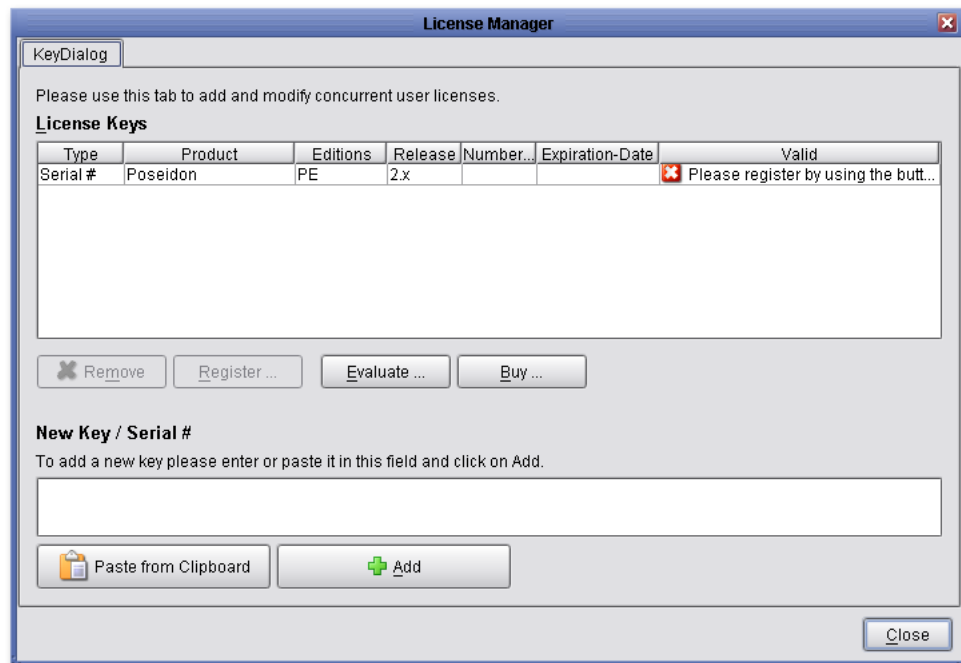 License Manager
KeyDialog
Please use this tab to add and modify concurrent user licenses.
License Keys
Type Product Editions Release Number... Expiration-Date Valid
Serial # Poseidon PE 2.x Please register by using the butt...
Remove Register ... Evaluate ... Buy ...
New Key / Serial #
To add a new key please enter or paste it in this field and click on Add.
Paste from Clipboard Add
Close